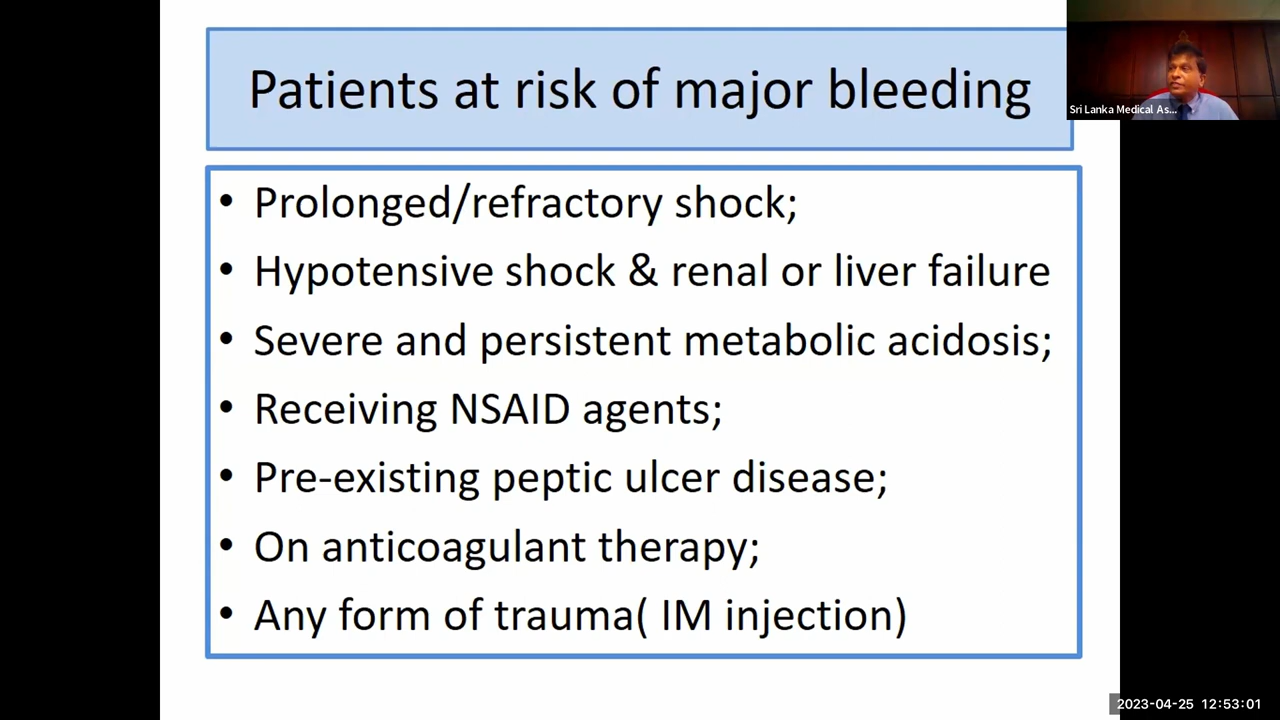 Patients at risk of major bleeding
Sri Lanka Medical As...
• Prolonged/refractory shock;
• Hypotensive shock & renal or liver failure
• Severe and persistent metabolic acidosis;
• Receiving NSAID agents;
• Pre-existing peptic ulcer disease;
• On anticoagulant therapy;
• Any form of trauma( IM injection)
2023-04-25 12:53:01